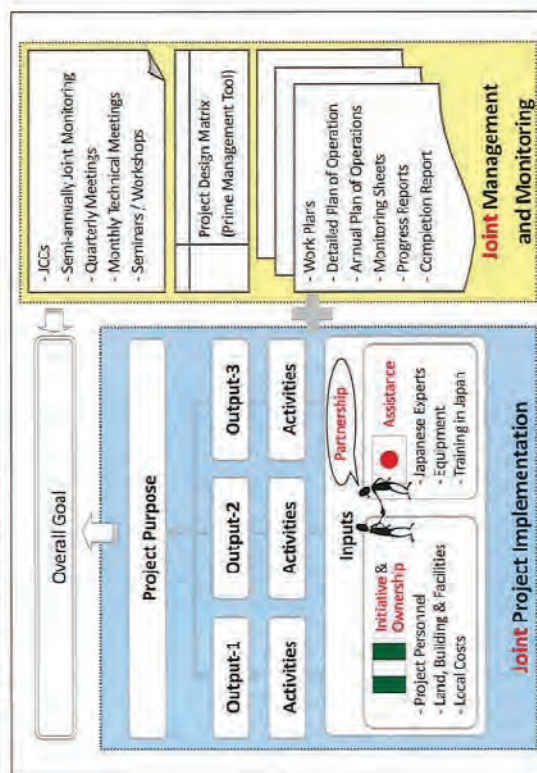 Overall Goal
Project Purpose
Output-1
Output-2
Output-3
Activities
Activities
Activities
Inputs
Partnership
Initiative &
Ownership
- Project Personnel
- Land, Building & Facilities
- Local Costs
Assistance
- Japanese Experts
- Equipment
- Training in Japan
Joint Project Implementation
- JCCs
- Semi-annually Joint Monitoring
- Quarterly Meetings
- Monthly Technical Meetings
- Seminars / Workshops
Project Design Matrix
(Prime Management Tool)
- Work Plans
- Detailed Plan of Operation
- Annual Plan of Operations
- Monitoring Sheets
- Progress Reports
- Completion Report
Joint Management
and Monitoring